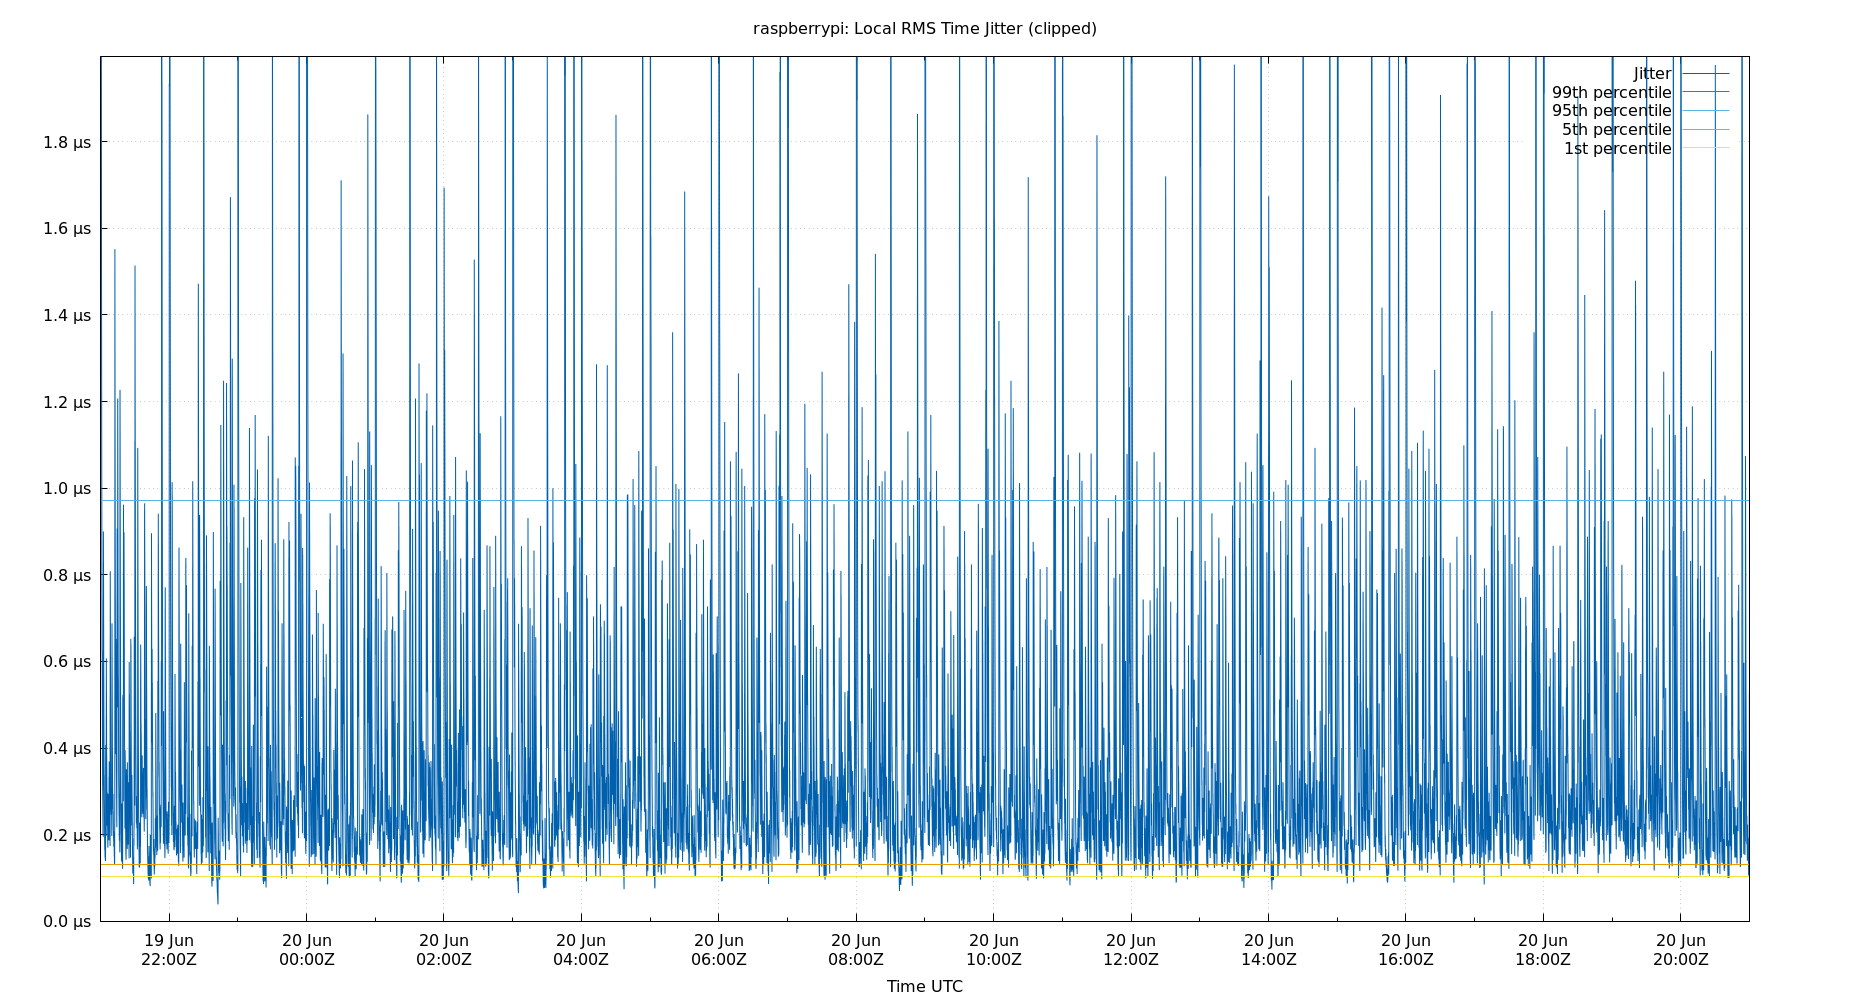 raspberrypi: Local RMS Time Jitter (clipped)
Jitter
99th percentile
95th percentile
5th percentile
1st percentile
1.8 µs
1.6 µs
1.4 µs
1.2 µs
1.0 µs
0.8 µs
0.6 µs
0.4 µs
0.2 µs
0.0 µs
19 Jun 20 Jun 20 Jun 20 Jun 20 Jun 20 Jun 20 Jun 20 Jun 20 Jun 20 Jun 20 Jun 20 Jun
22:00Z 00:00Z 02:00Z 04:00Z 06:00Z 08:00Z 10:00Z 12:00Z 14:00Z 16:00Z 18:00Z 20:00Z
Time UTC